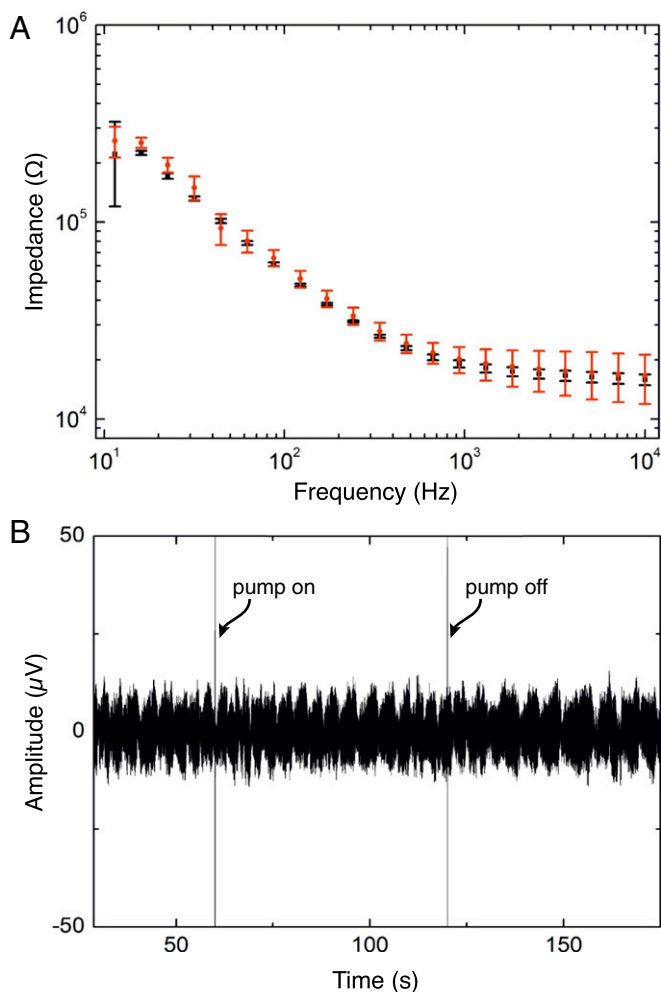 A
10⁶
10⁵
10⁴
Impedance (Ω)
10¹ 10² 10³ 10⁴
Frequency (Hz)
B
50
0
-50
Amplitude (µV)
pump on
pump off
50 100 150
Time (s)